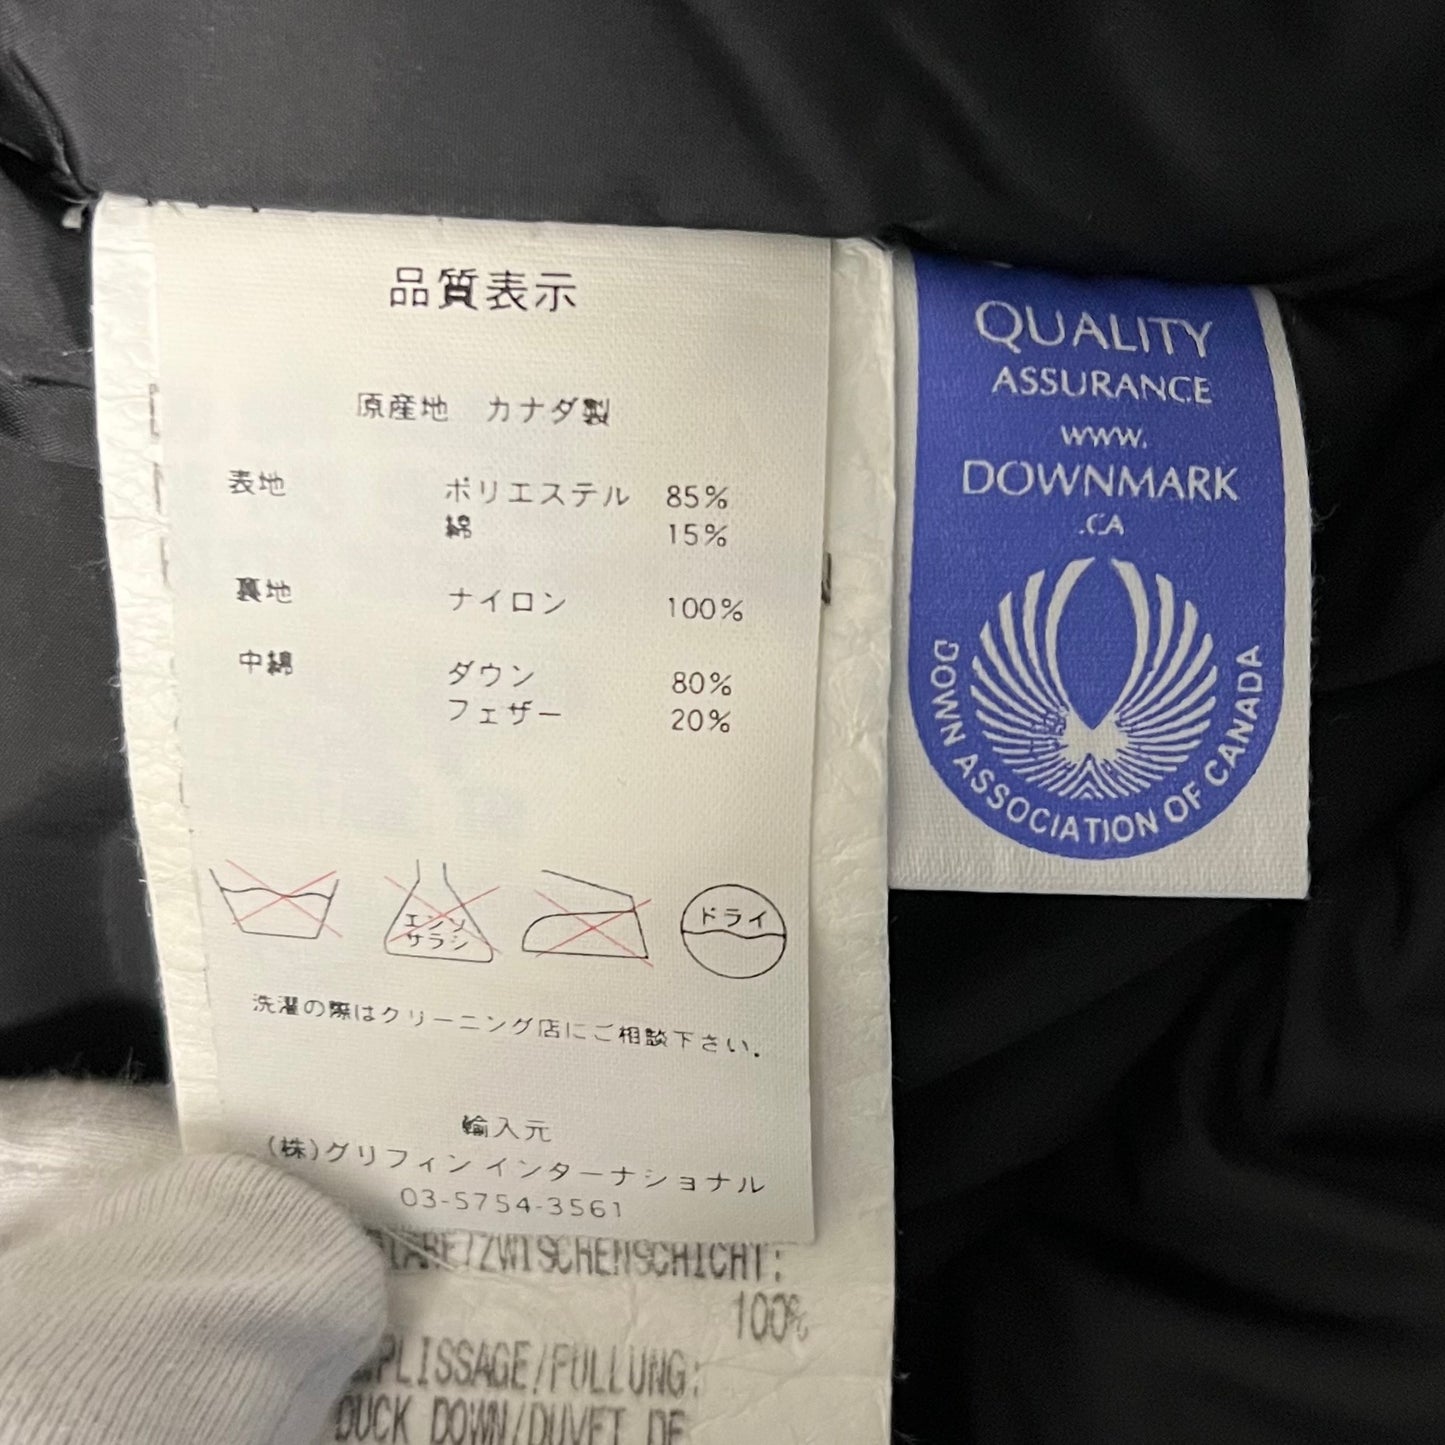 品質表示
原産地 カナダ製
表地 ポリエステル 85%
綿 15%
裏地 ナイロン 100%
中綿 ダウン 80%
フェザー 20%
エンソ
サラシ
ドライ
洗濯の際はクリーニング店にご相談下さい.
輸入元
(株)グリフィン インターナショナル
03-5754-3561
/ZWISCHENSCHICHT:
100%
PLISSAGE/FULLUNG:
DUCK DOWN/DUVET DE
QUALITY
ASSURANCE
www.
DOWNMARK
.CA
DOWN ASSOCIATION OF CANADA